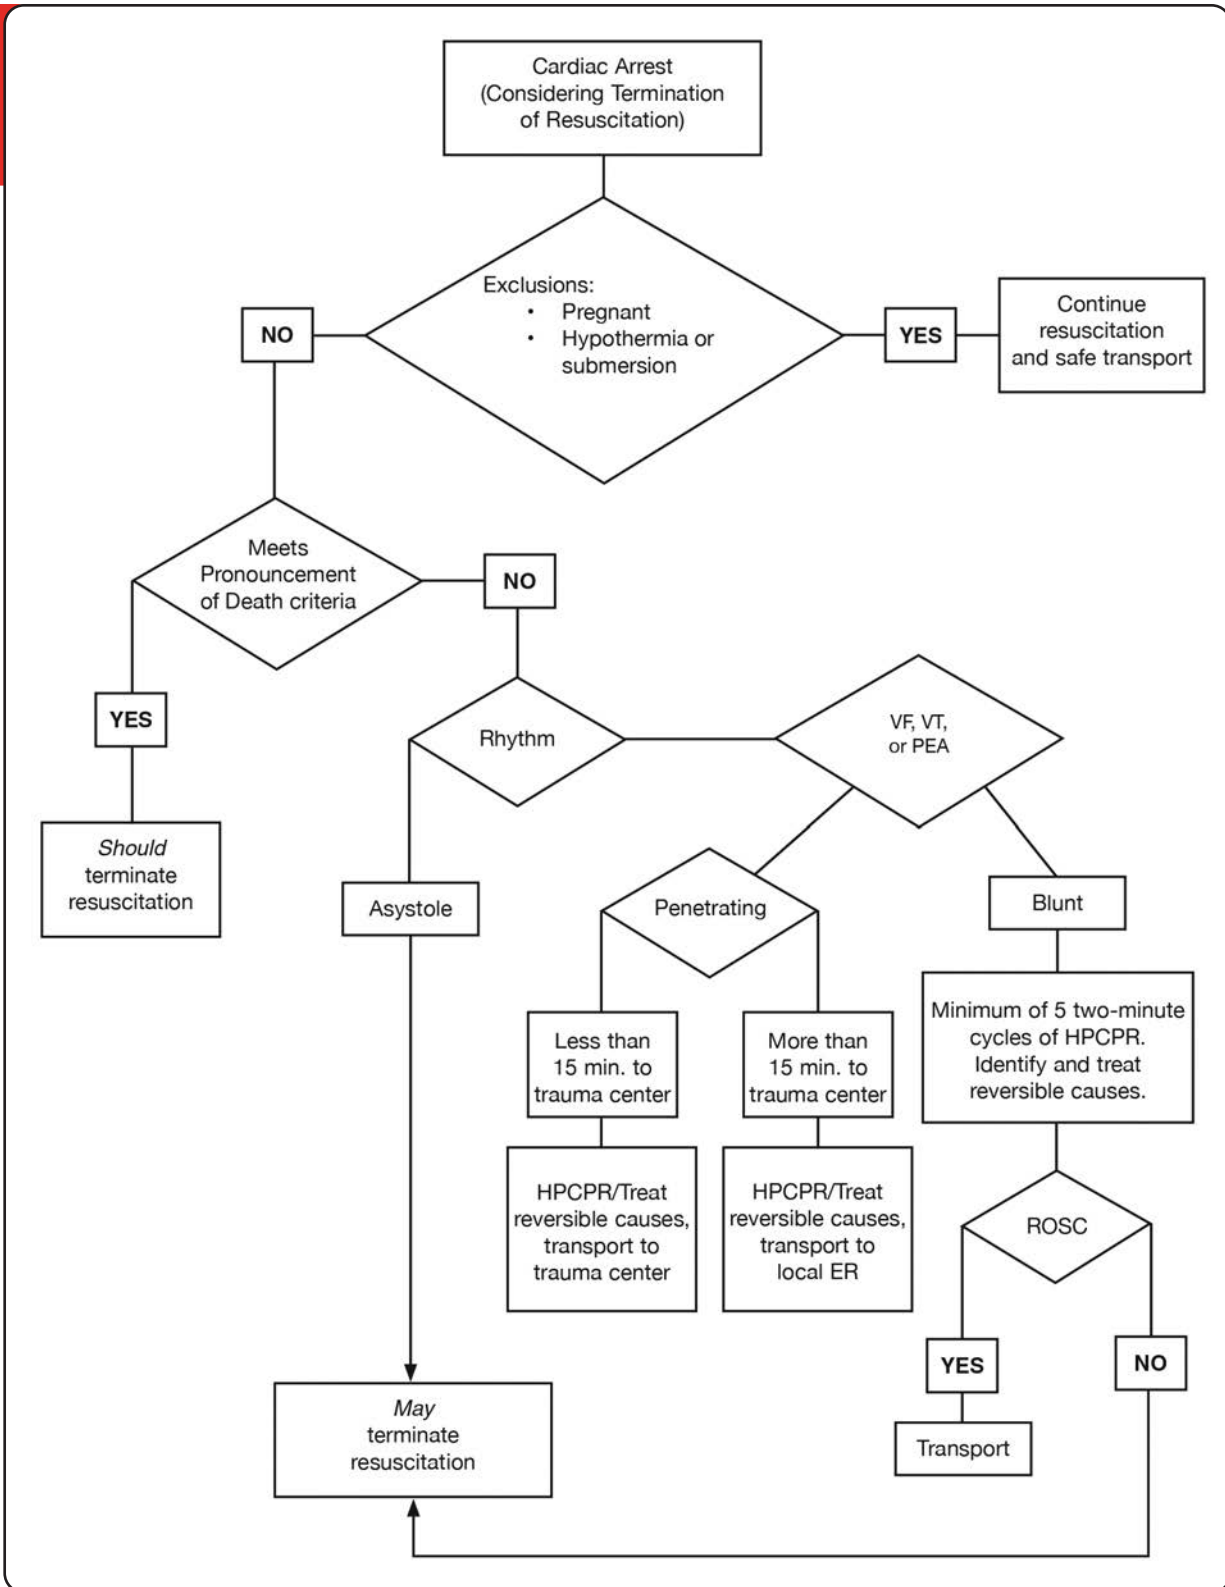 Cardiac Arrest
(Considering Termination
of Resuscitation)
Exclusions:
• Pregnant
• Hypothermia or
submersion
NO
YES
Continue
resuscitation
and safe transport
Meets
Pronouncement
of Death criteria
NO
YES
Should
terminate
resuscitation
Rhythm
VF, VT,
or PEA
Asystole
Penetrating
Blunt
Less than
15 min. to
trauma center
More than
15 min. to
trauma center
Minimum of 5 two-minute
cycles of HPCPR.
Identify and treat
reversible causes.
HPCPR/Treat
reversible causes,
transport to
trauma center
HPCPR/Treat
reversible causes,
transport to
local ER
ROSC
YES
NO
Transport
May
terminate
resuscitation